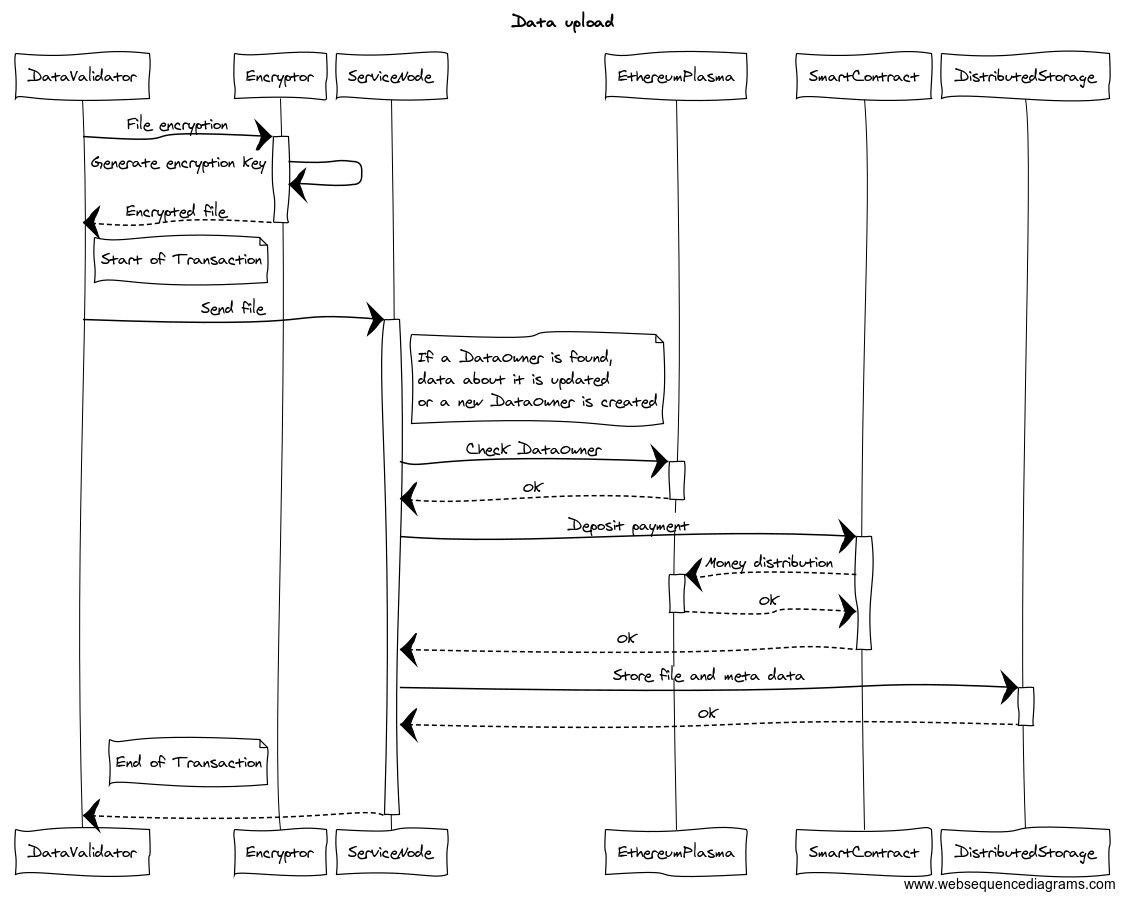 Data upload
DataValidator
Encryptor
ServiceNode
EthereumPlasma
SmartContract
DistributedStorage
File encryption
Generate encryption Key
Encrypted file
Start of Transaction
Send file
If a DataOwner is found,
data about it is updated
or a new DataOwner is created
Check DataOwner
OK
Deposit payment
Money distribution
OK
OK
Store file and meta data
OK
End of Transaction
DataValidator
Encryptor
ServiceNode
EthereumPlasma
SmartContract
DistributedStorage
www.websequencediagrams.com